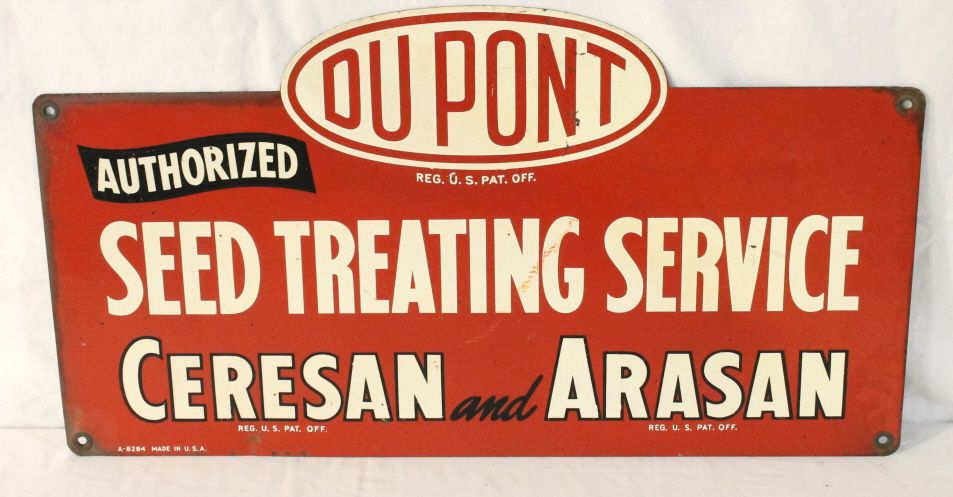 DU PONT
REG. U. S. PAT. OFF.
AUTHORIZED
SEED TREATING SERVICE
CERESAN and ARASAN
REG. U. S. PAT. OFF. REG. U. S. PAT. OFF.
A-8264 MADE IN U.S.A.